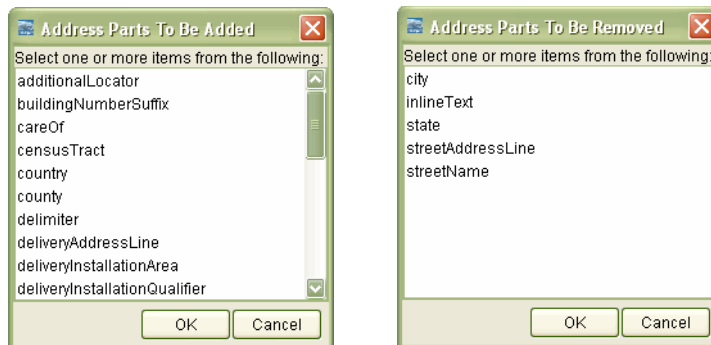 Address Parts To Be Added
Select one or more items from the following:
additionalLocator
buildingNumberSuffix
careOf
censusTract
country
county
delimiter
deliveryAddressLine
deliveryInstallationArea
deliveryInstallationQualifier
OK Cancel
Address Parts To Be Removed
Select one or more items from the following:
city
inlineText
state
streetAddressLine
streetName
OK Cancel